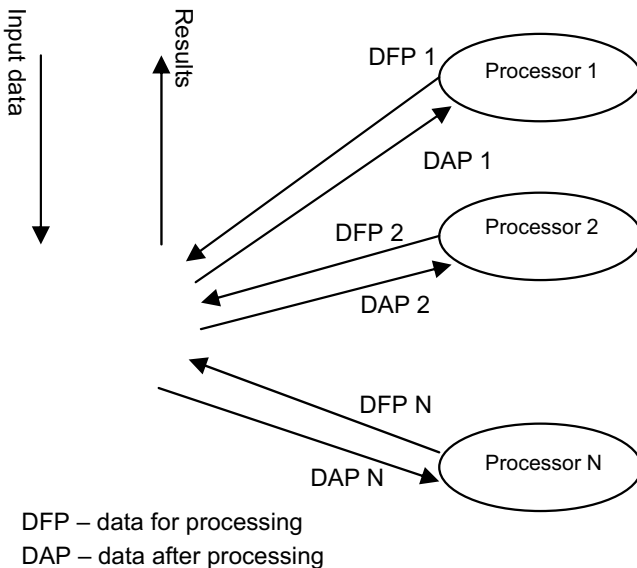 Input data
Results
DFP 1
Processor 1
DAP 1
DFP 2
Processor 2
DAP 2
DFP N
Processor N
DAP N
DFP – data for processing
DAP – data after processing